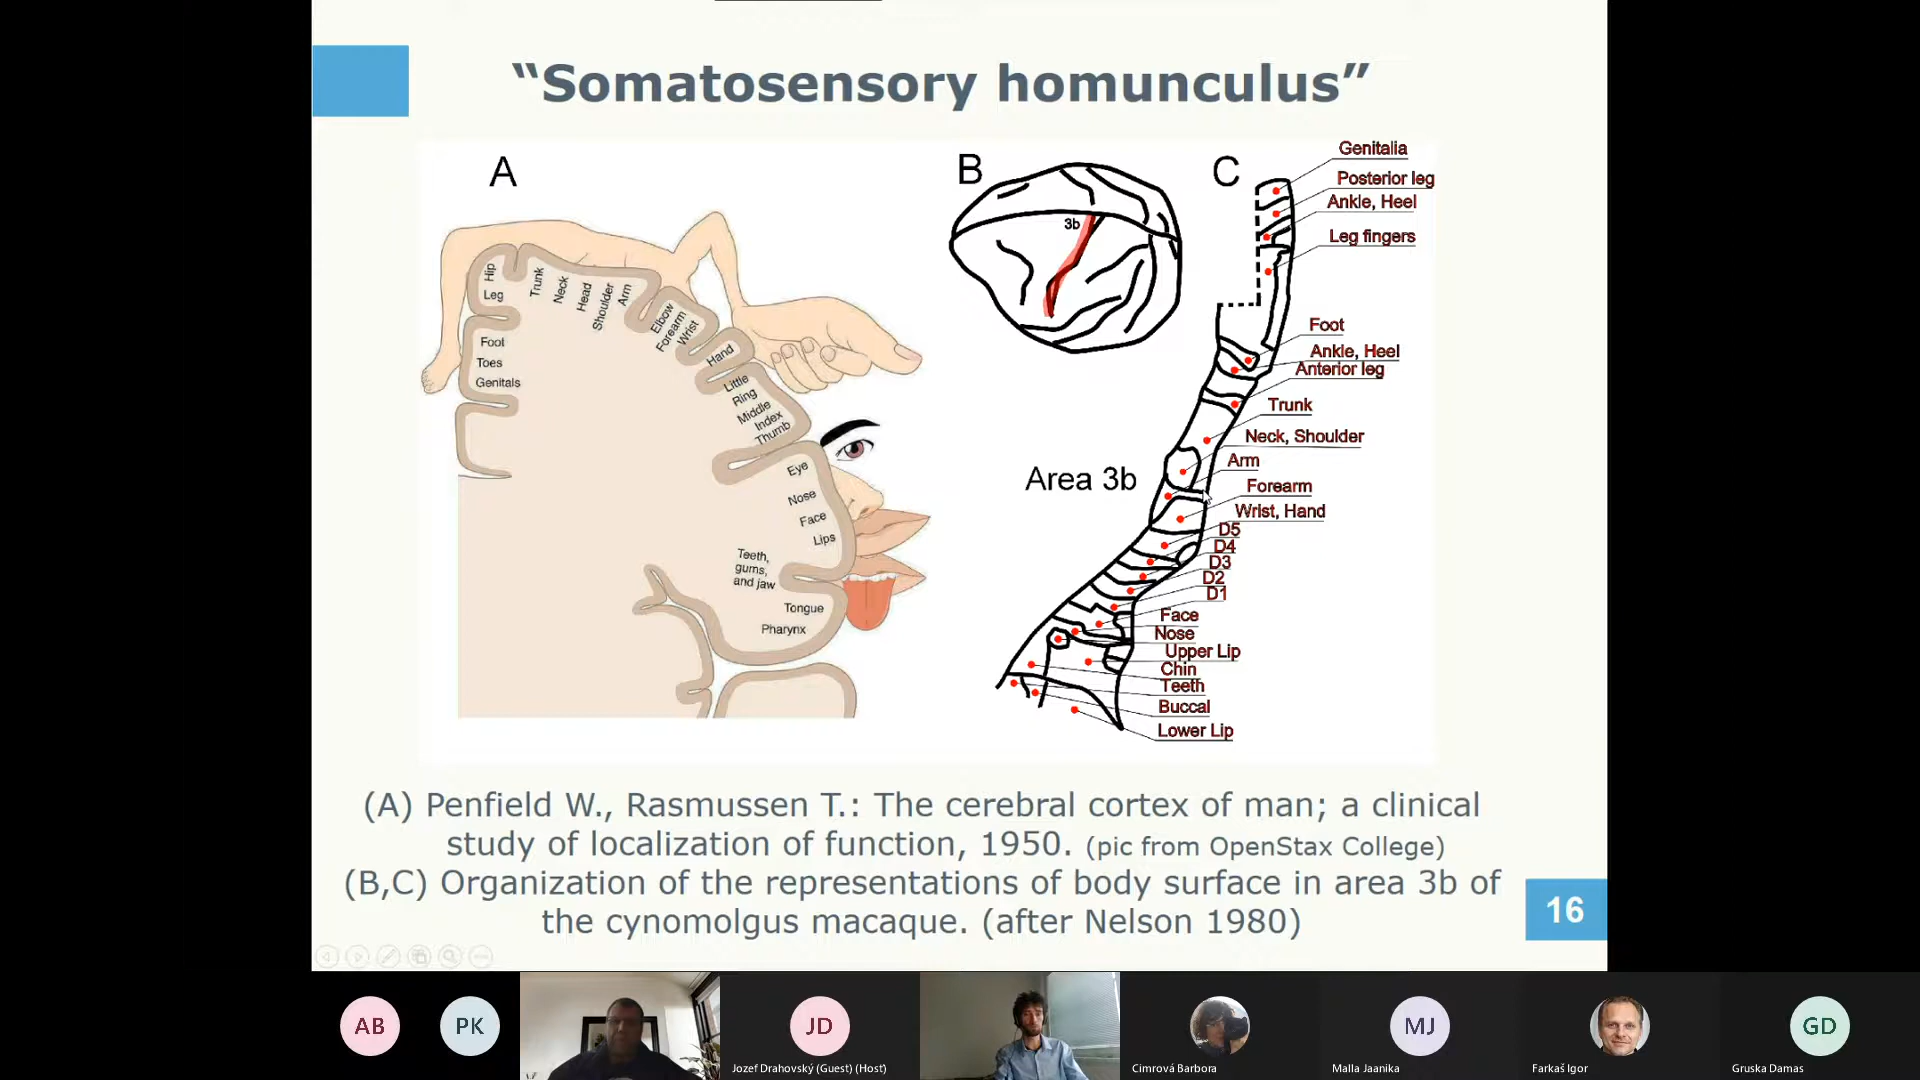 “Somatosensory homunculus”
A
Hip
Leg
Trunk
Neck
Head
Shoulder
Arm
Elbow
Forearm
Wrist
Hand
Little
Ring
Middle
Index
Thumb
Foot
Toes
Genitals
Eye
Nose
Face
Lips
Teeth,
gums,
and jaw
Tongue
Pharynx
B
3b
Area 3b
C
Genitalia
Posterior leg
Ankle, Heel
Leg fingers
Foot
Ankle, Heel
Anterior leg
Trunk
Neck, Shoulder
Arm
Forearm
Wrist, Hand
D5
D4
D3
D2
D1
Face
Nose
Upper Lip
Chin
Teeth
Buccal
Lower Lip
(A) Penfield W., Rasmussen T.: The cerebral cortex of man; a clinical
study of localization of function, 1950. (pic from OpenStax College)
(B,C) Organization of the representations of body surface in area 3b of
the cynomolgus macaque. (after Nelson 1980)
16
AB
PK
JD
Jozef Drahovský (Guest) (Host)
Cimrová Barbora
MJ
Malla Jaanika
Farkaš Igor
GD
Gruska Damas